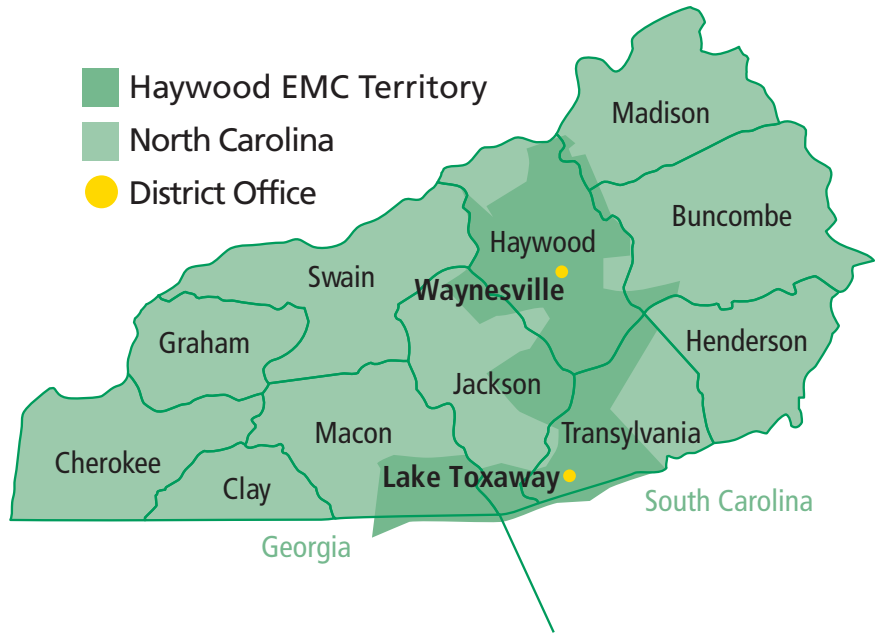 Haywood EMC Territory
North Carolina
District Office
Madison
Buncombe
Haywood
Swain
Waynesville
Graham
Henderson
Jackson
Macon
Transylvania
Cherokee
Lake Toxaway
Clay
South Carolina
Georgia